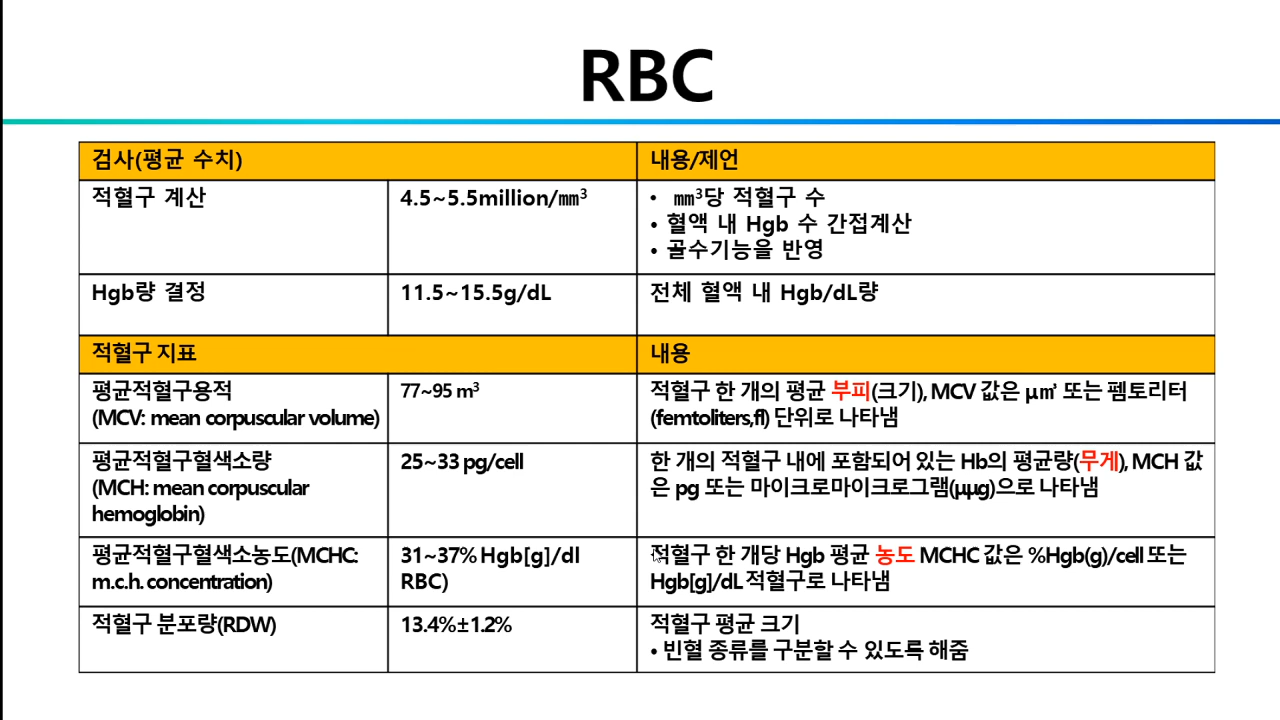 RBC
검사(평균 수치)
내용/제언
적혈구 계산
4.5~5.5million/㎜³
• ㎜³당 적혈구 수
• 혈액 내 Hgb 수 간접계산
• 골수기능을 반영
Hgb량 결정
11.5~15.5g/dL
전체 혈액 내 Hgb/dL량
적혈구 지표
내용
평균적혈구용적
(MCV: mean corpuscular volume)
77~95 m³
적혈구 한 개의 평균 부피(크기), MCV 값은 μ㎥ 또는 펨토리터
(femtoliters,fl) 단위로 나타냄
평균적혈구혈색소량
(MCH: mean corpuscular
hemoglobin)
25~33 pg/cell
한 개의 적혈구 내에 포함되어 있는 Hb의 평균량(무게), MCH 값
은 pg 또는 마이크로마이크로그램(μμg)으로 나타냄
평균적혈구혈색소농도(MCHC:
m.c.h. concentration)
31~37% Hgb[g]/dl
RBC)
적혈구 한 개당 Hgb 평균 농도 MCHC 값은 %Hgb(g)/cell 또는
Hgb[g]/dL 적혈구로 나타냄
적혈구 분포량(RDW)
13.4%±1.2%
적혈구 평균 크기
• 빈혈 종류를 구분할 수 있도록 해줌